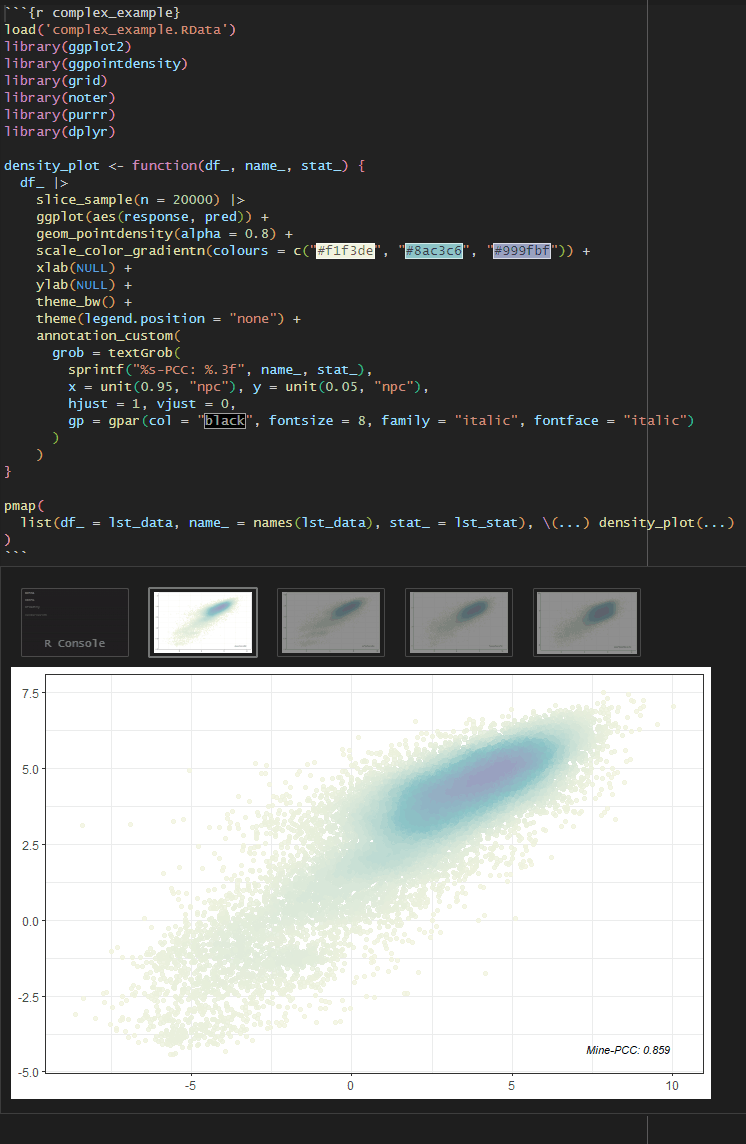 ```{r complex_example}
load('complex_example.RData')
library(ggplot2)
library(ggpointdensity)
library(grid)
library(noter)
library(purrr)
library(dplyr)
density_plot <- function(df_, name_, stat_) {
  df_ |>
    slice_sample(n = 20000) |>
    ggplot(aes(response, pred)) +
    geom_pointdensity(alpha = 0.8) +
    scale_color_gradientn(colours = c("#f1f3de", "#8ac3c6", "#999fbf")) +
    xlab(NULL) +
    ylab(NULL) +
    theme_bw() +
    theme(legend.position = "none") +
    annotation_custom(
      grob = textGrob(
        sprintf("%s-PCC: %.3f", name_, stat_),
        x = unit(0.95, "npc"), y = unit(0.05, "npc"),
        hjust = 1, vjust = 0,
        gp = gpar(col = "black", fontsize = 8, family = "italic", fontface = "italic")
      )
    )
}
pmap(
  list(df_ = lst_data, name_ = names(lst_data), stat_ = lst_stat), \(...) density_plot(...)
)
```
R Console
7.5
5.0
2.5
0.0
-2.5
-5.0
Mine-PCC: 0.859
-5 0 5 10